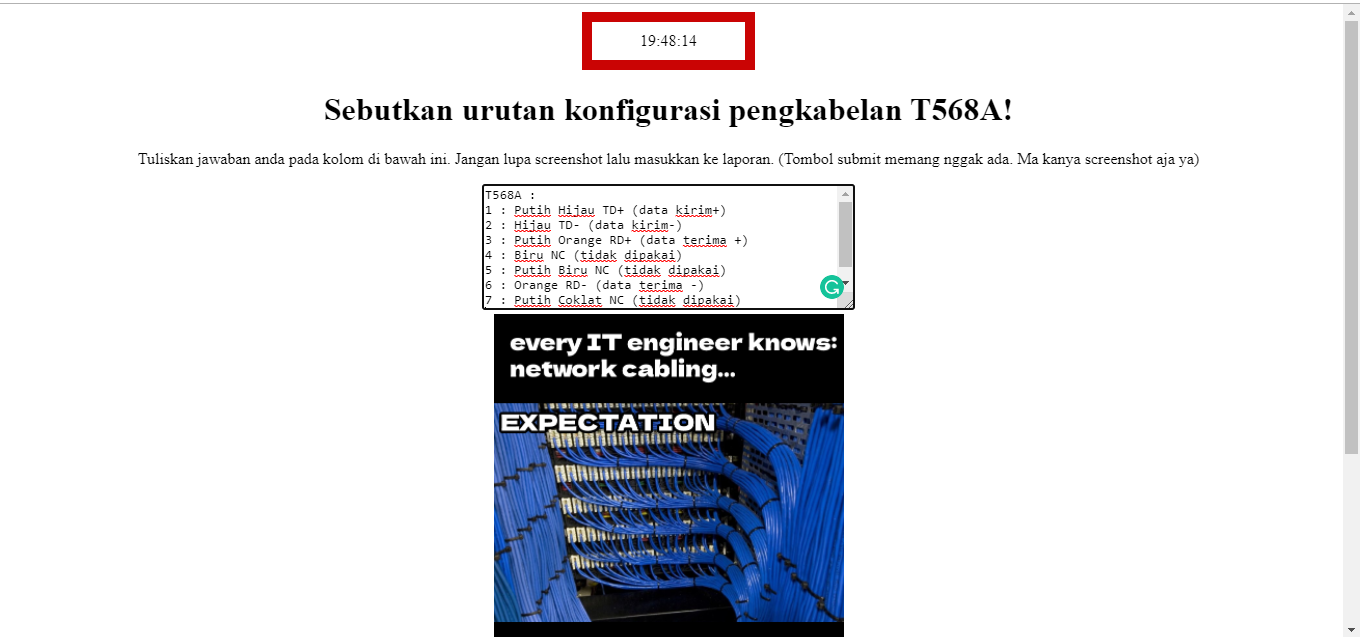 19:48:14
Sebutkan urutan konfigurasi pengkabelan T568A!
Tuliskan jawaban anda pada kolom di bawah ini. Jangan lupa screenshot lalu masukkan ke laporan. (Tombol submit memang nggak ada. Ma kanya screenshot aja ya)
T568A :
1 : Putih Hijau TD+ (data kirim+)
2 : Hijau TD- (data kirim-)
3 : Putih Orange RD+ (data terima +)
4 : Biru NC (tidak dipakai)
5 : Putih Biru NC (tidak dipakai)
6 : Orange RD- (data terima -)
7 : Putih Coklat NC (tidak dipakai)
every IT engineer knows:
network cabling...
EXPECTATION